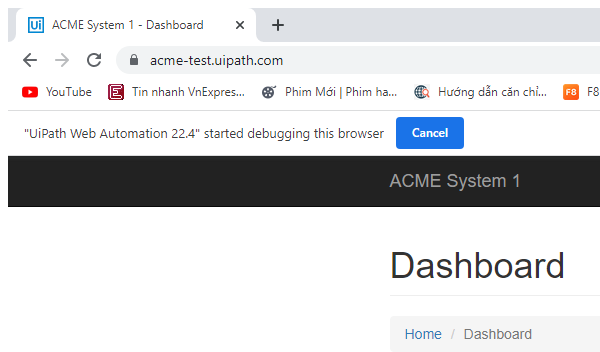 Ui ACME System 1 - Dashboard
acme-test.uipath.com
YouTube E Tin nhanh VnExpres... Phim Mới | Phim ha... Hướng dẫn căn chỉ... F8 F8
"UiPath Web Automation 22.4" started debugging this browser Cancel
ACME System 1
Dashboard
Home / Dashboard